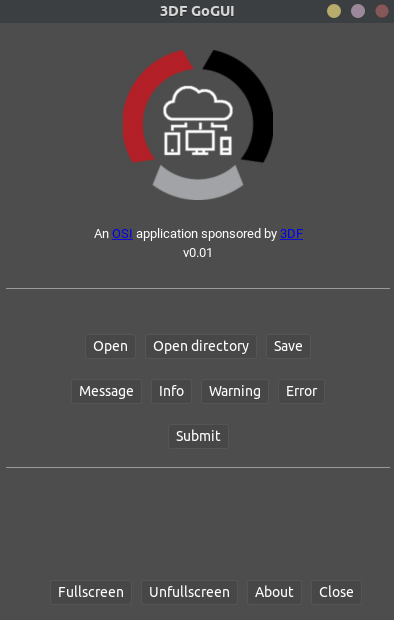 3DF GoGUI
An OSI application sponsored by 3DF
v0.01
Open Open directory Save
Message Info Warning Error
Submit
Fullscreen Unfullscreen About Close